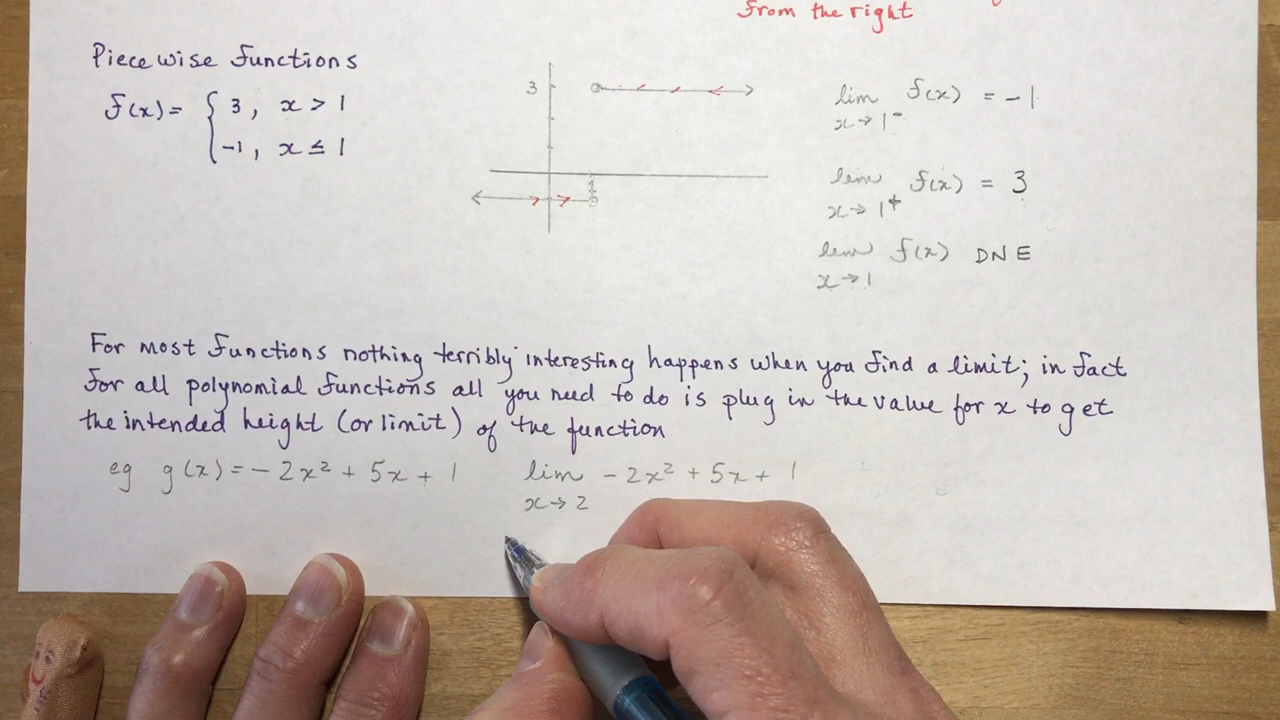 from the right
Piecewise functions
f(x) = { 3, x > 1
-1, x ≤ 1
3
1
lim f(x) = -1
x→1⁻
lim f(x) = 3
x→1⁺
lim f(x) DNE
x→1
For most functions nothing terribly interesting happens when you find a limit; in fact
for all polynomial functions all you need to do is plug in the value for x to get
the intended height (or limit) of the function
eg g(x) = -2x² + 5x + 1 lim -2x² + 5x + 1
x→2